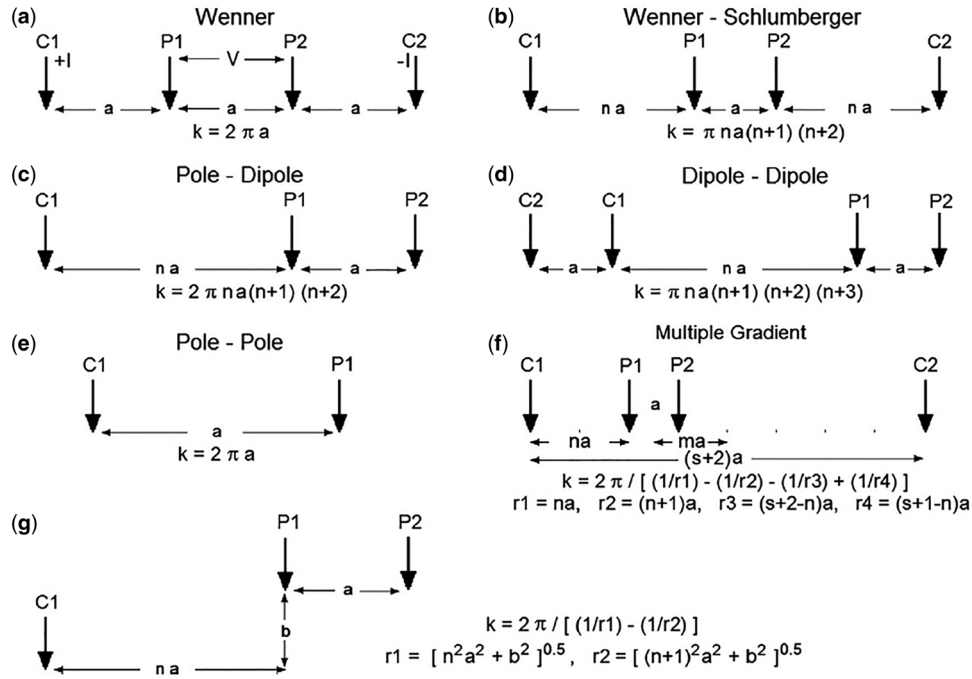 (a) Wenner
C1 P1 P2 C2
+I V -I
a a a
k = 2 π a
(b) Wenner - Schlumberger
C1 P1 P2 C2
n a a n a
k = π n a (n+1) (n+2)
(c) Pole - Dipole
C1 P1 P2
n a a
k = 2 π n a (n+1) (n+2)
(d) Dipole - Dipole
C2 C1 P1 P2
a n a a
k = π n a (n+1) (n+2) (n+3)
(e) Pole - Pole
C1 P1
a
k = 2 π a
(f) Multiple Gradient
C1 P1 P2 C2
a
na ma
(s+2)a
k = 2 π / [ (1/r1) - (1/r2) - (1/r3) + (1/r4) ]
r1 = na, r2 = (n+1)a, r3 = (s+2-n)a, r4 = (s+1-n)a
(g)
P1 P2
a
C1
b
n a
k = 2 π / [ (1/r1) - (1/r2) ]
r1 = [ n²a² + b² ]⁰·⁵, r2 = [ (n+1)²a² + b² ]⁰·⁵